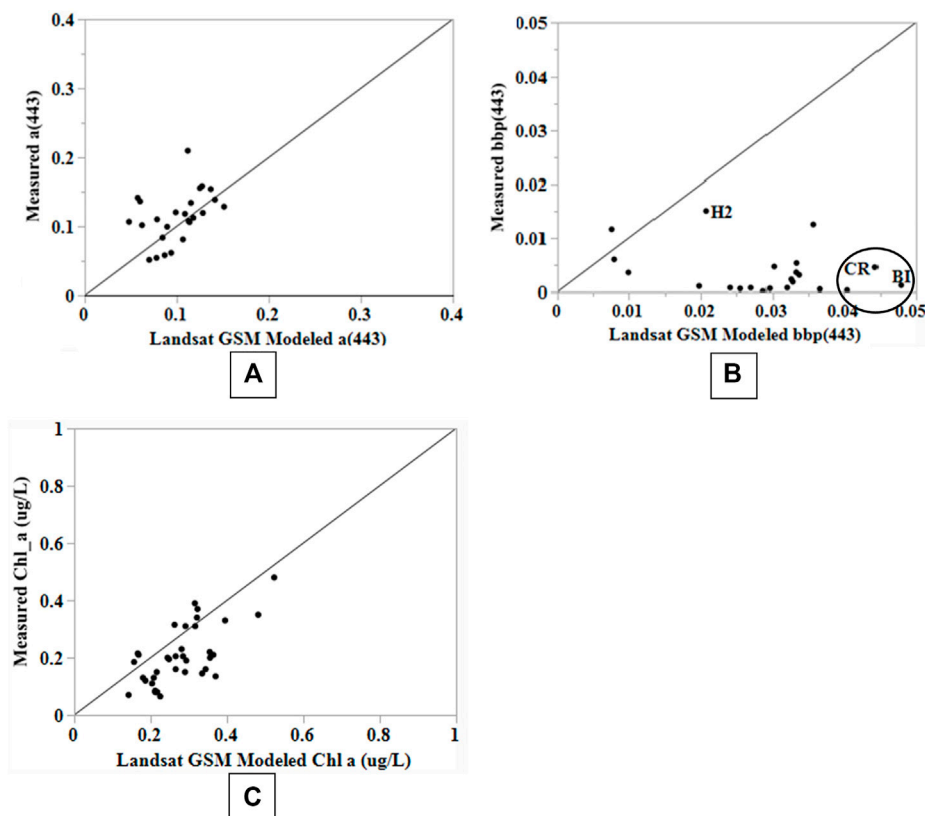 0.4
0.3
0.2
0.1
0
Measured a(443)
0
0.1
0.2
0.3
0.4
Landsat GSM Modeled a(443)
A
0.05
0.04
0.03
0.02
0.01
0
Measured bbp(443)
H2
CR
BI
0
0.01
0.02
0.03
0.04
0.05
Landsat GSM Modeled bbp(443)
B
1
0.8
0.6
0.4
0.2
0
Measured Chl_a (ug/L)
0
0.2
0.4
0.6
0.8
1
Landsat GSM Modeled Chl a (ug/L)
C